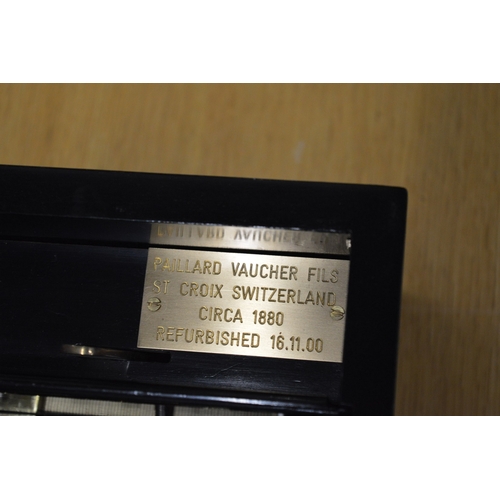 PAILLARD VAUCHER FILS
ST CROIX SWITZERLAND
CIRCA 1880
REFURBISHED 16.11.00